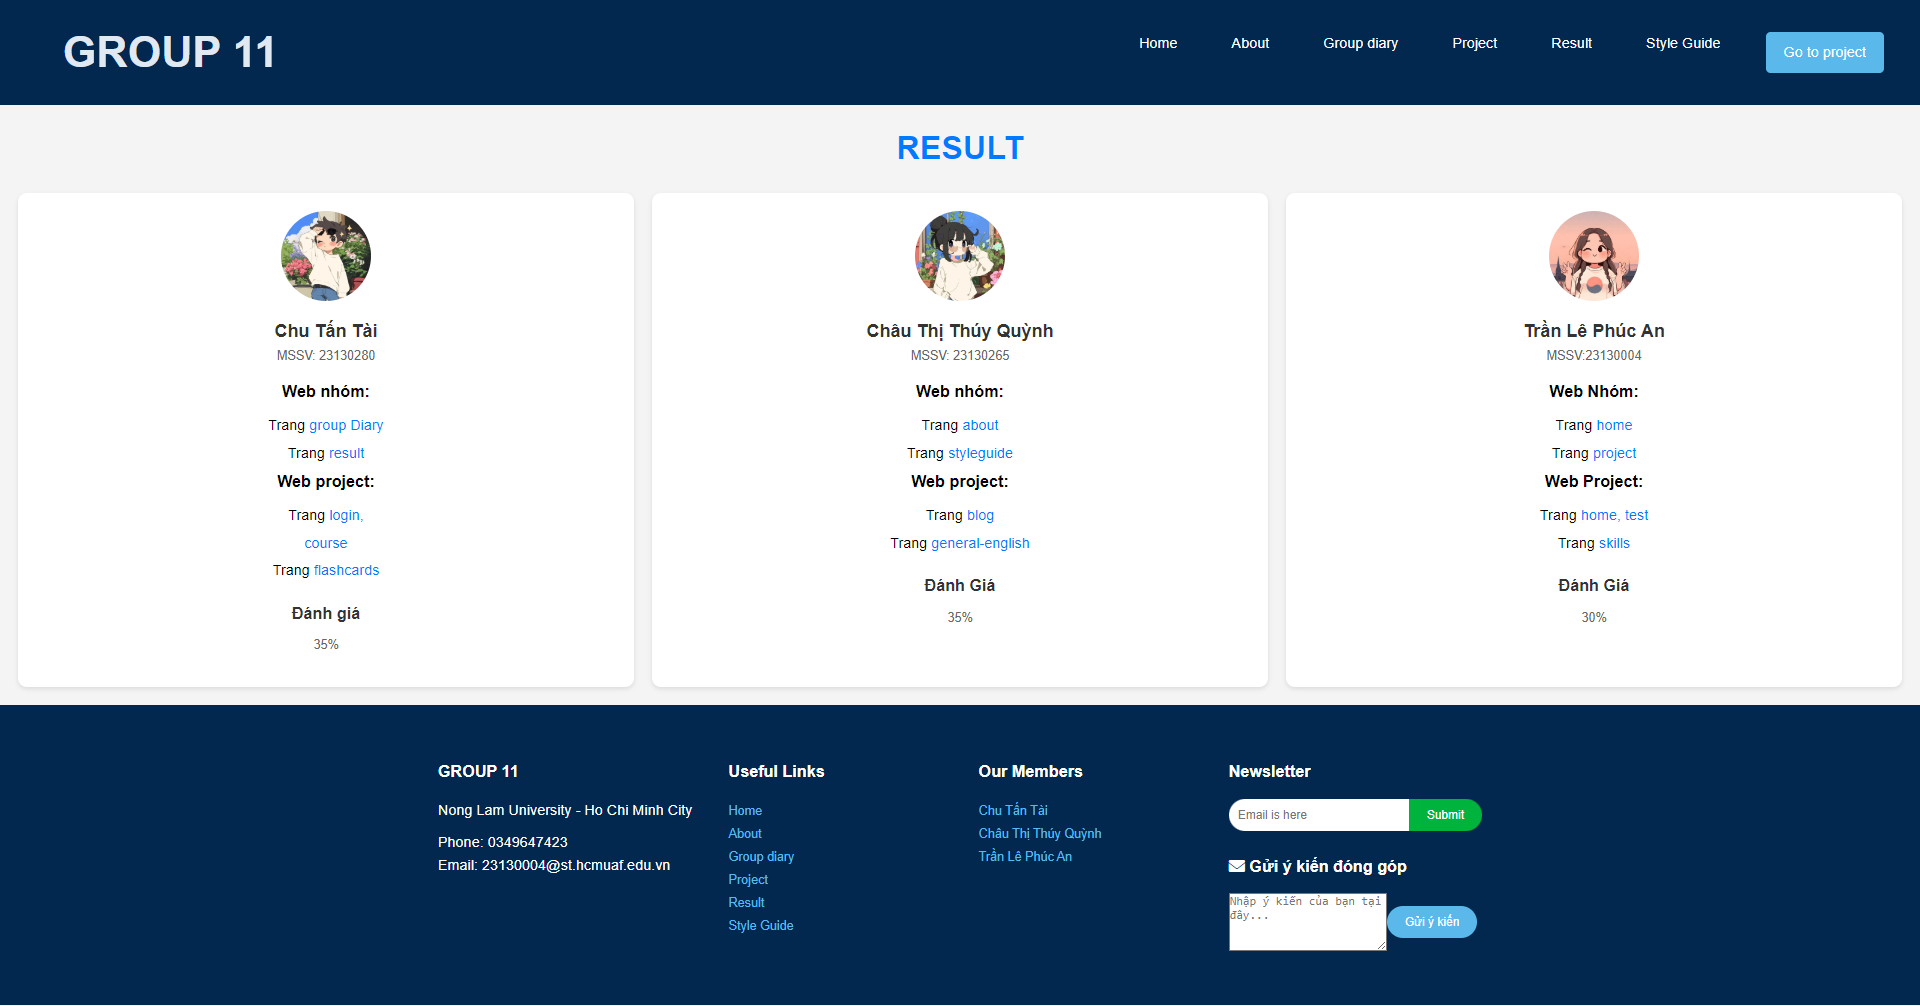 GROUP 11
Home
About
Group diary
Project
Result
Style Guide
Go to project
RESULT
Chu Tấn Tài
MSSV: 23130280
Web nhóm:
Trang group Diary
Trang result
Web project:
Trang login,
course
Trang flashcards
Đánh giá
35%
Châu Thị Thúy Quỳnh
MSSV: 23130265
Web nhóm:
Trang about
Trang styleguide
Web project:
Trang blog
Trang general-english
Đánh Giá
35%
Trần Lê Phúc An
MSSV:23130004
Web Nhóm:
Trang home
Trang project
Web Project:
Trang home, test
Trang skills
Đánh Giá
30%
GROUP 11
Nong Lam University - Ho Chi Minh City
Phone: 0349647423
Email: 23130004@st.hcmuaf.edu.vn
Useful Links
Home
About
Group diary
Project
Result
Style Guide
Our Members
Chu Tấn Tài
Châu Thị Thúy Quỳnh
Trần Lê Phúc An
Newsletter
Email is here
Submit
Gửi ý kiến đóng góp
Nhập ý kiến của bạn tại
đây...
Gửi ý kiến